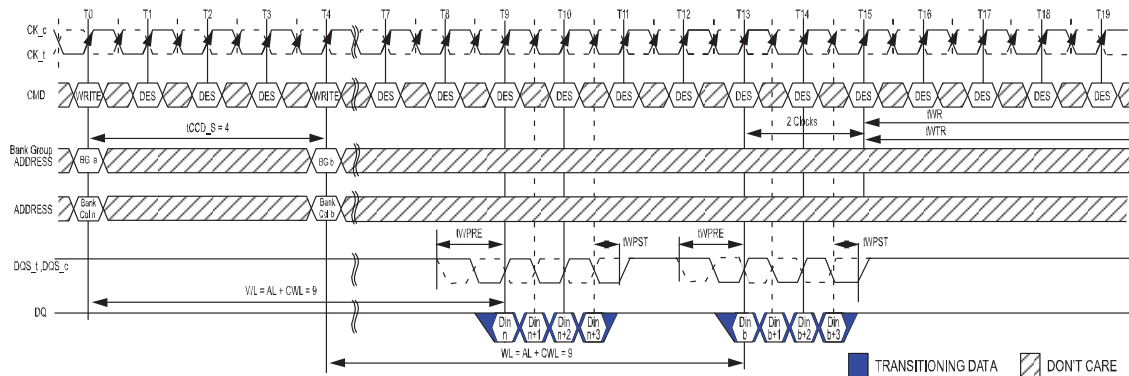 T0 T1 T2 T3 T4 T7 T8 T9 T10 T11 T12 T13 T14 T15 T16 T17 T18 T19
CK_c
CK_t
CMD WRITE DES DES DES WRITE DES DES DES DES DES DES DES DES DES DES DES DES DES
tCCD_S = 4 2 Clocks tWR
tWTR
Bank Group
ADDRESS BG a BG b
ADDRESS Bank Col n Bank Col b
tWPRE tWPST tWPRE tWPST
DQS_t ,DQS_c
WL = AL + CWL = 9
DQ Din n Din n+1 Din n+2 Din n+3 Din b Din b+1 Din b+2 Din b+3
WL = AL + CWL = 9
TRANSITIONING DATA DON'T CARE